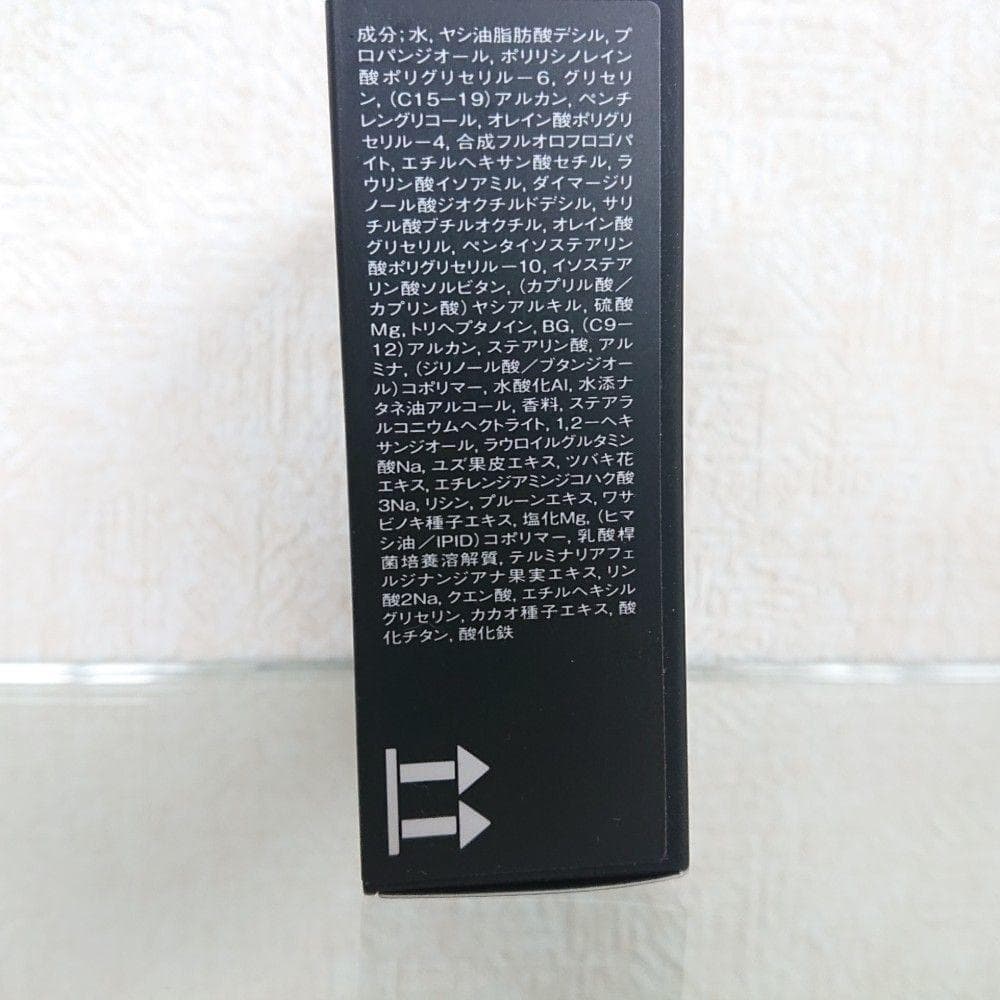 成分；水, ヤシ油脂肪酸デシル, プ
ロパンジオール, ポリリシノレイン
酸ポリグリセリル－6, グリセリ
ン, （C15－19）アルカン, ペンチ
レングリコール, オレイン酸ポリグリ
セリル－4, 合成フルオロフロゴパ
イト, エチルヘキサン酸セチル, ラ
ウリン酸イソアミル, ダイマージリ
ノール酸ジオクチルドデシル, サリ
チル酸ブチルオクチル, オレイン酸
グリセリル, ペンタイソステアリン
酸ポリグリセリル－10, イソステア
リン酸ソルビタン, （カプリル酸／
カプリン酸）ヤシアルキル, 硫酸
Mg, トリヘプタノイン, BG, （C9－
12）アルカン, ステアリン酸, アル
ミナ, （ジリノール酸／ブタンジオー
ル）コポリマー, 水酸化Al, 水添ナ
タネ油アルコール, 香料, ステアラ
ルコニウムヘクトライト, 1,2－ヘキ
サンジオール, ラウロイルグルタミン
酸Na, ユズ果皮エキス, ツバキ花
エキス, エチレンジアミンジコハク酸
3Na, リシン, プルーンエキス, ワサ
ビノキ種子エキス, 塩化Mg, （ヒマ
シ油／IPID）コポリマー, 乳酸桿
菌培養溶解質, テルミナリアフェ
ルジナンジアナ果実エキス, リン
酸2Na, クエン酸, エチルヘキシル
グリセリン, カカオ種子エキス, 酸
化チタン, 酸化鉄